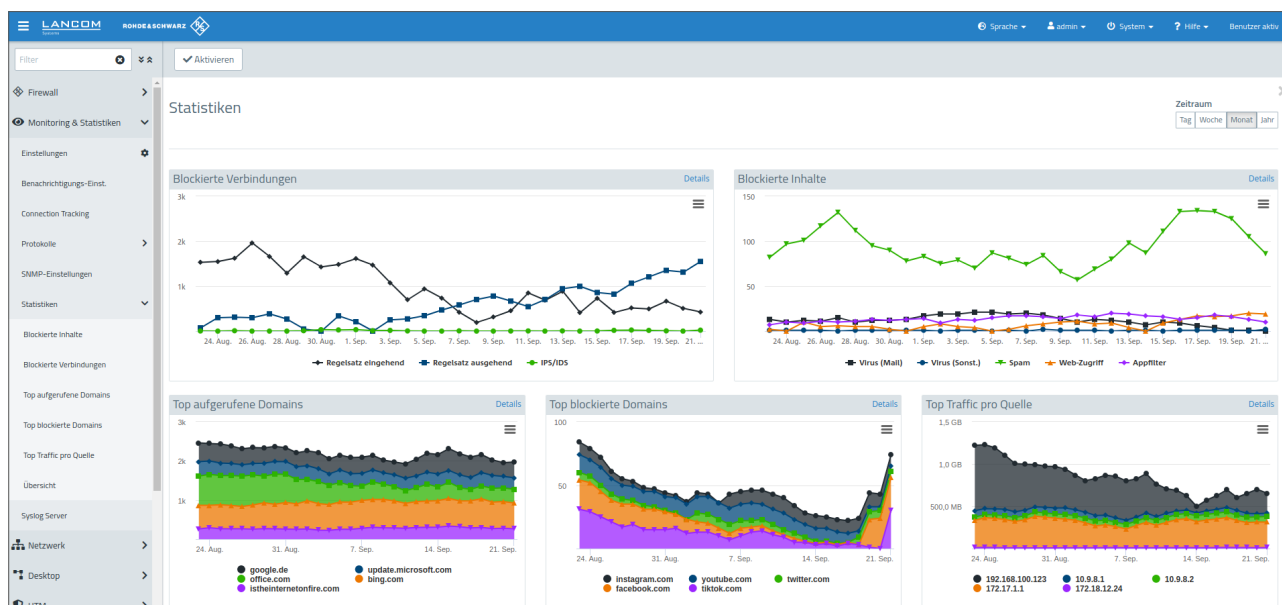 LANCOM
ROHDE&SCHWARZ
Sprache
admin
System
? Hilfe
Benutzer aktiv
Filter
Aktivieren
Firewall
Monitoring & Statistiken
Einstellungen
Benachrichtigungs-Einst.
Connection Tracking
Protokolle
SNMP-Einstellungen
Statistiken
Blockierte Inhalte
Blockierte Verbindungen
Top aufgerufene Domains
Top blockierte Domains
Top Traffic pro Quelle
Übersicht
Syslog Server
Netzwerk
Desktop
UTM
Statistiken
Zeitraum
Tag Woche Monat Jahr
Blockierte Verbindungen Details
3k
2k
1k
24. Aug. 26. Aug. 28. Aug. 30. Aug. 1. Sep. 3. Sep. 5. Sep. 7. Sep. 9. Sep. 11. Sep. 13. Sep. 15. Sep. 17. Sep. 19. Sep. 21. ...
Regelsatz eingehend Regelsatz ausgehend IPS/IDS
Blockierte Inhalte Details
150
100
50
24. Aug. 26. Aug. 28. Aug. 30. Aug. 1. Sep. 3. Sep. 5. Sep. 7. Sep. 9. Sep. 11. Sep. 13. Sep. 15. Sep. 17. Sep. 19. Sep. 21. ...
Virus (Mail) Virus (Sonst.) Spam Web-Zugriff Appfilter
Top aufgerufene Domains Details
3k
2k
1k
24. Aug. 31. Aug. 7. Sep. 14. Sep. 21. Sep.
google.de update.microsoft.com
office.com bing.com
istheinternetonfire.com
Top blockierte Domains Details
100
50
24. Aug. 31. Aug. 7. Sep. 14. Sep. 21. Sep.
instagram.com youtube.com twitter.com
facebook.com tiktok.com
Top Traffic pro Quelle Details
1,5 GB
1,0 GB
500,0 MB
24. Aug. 31. Aug. 7. Sep. 14. Sep. 21. Sep.
192.168.100.123 10.9.8.1 10.9.8.2
172.17.1.1 172.18.12.24